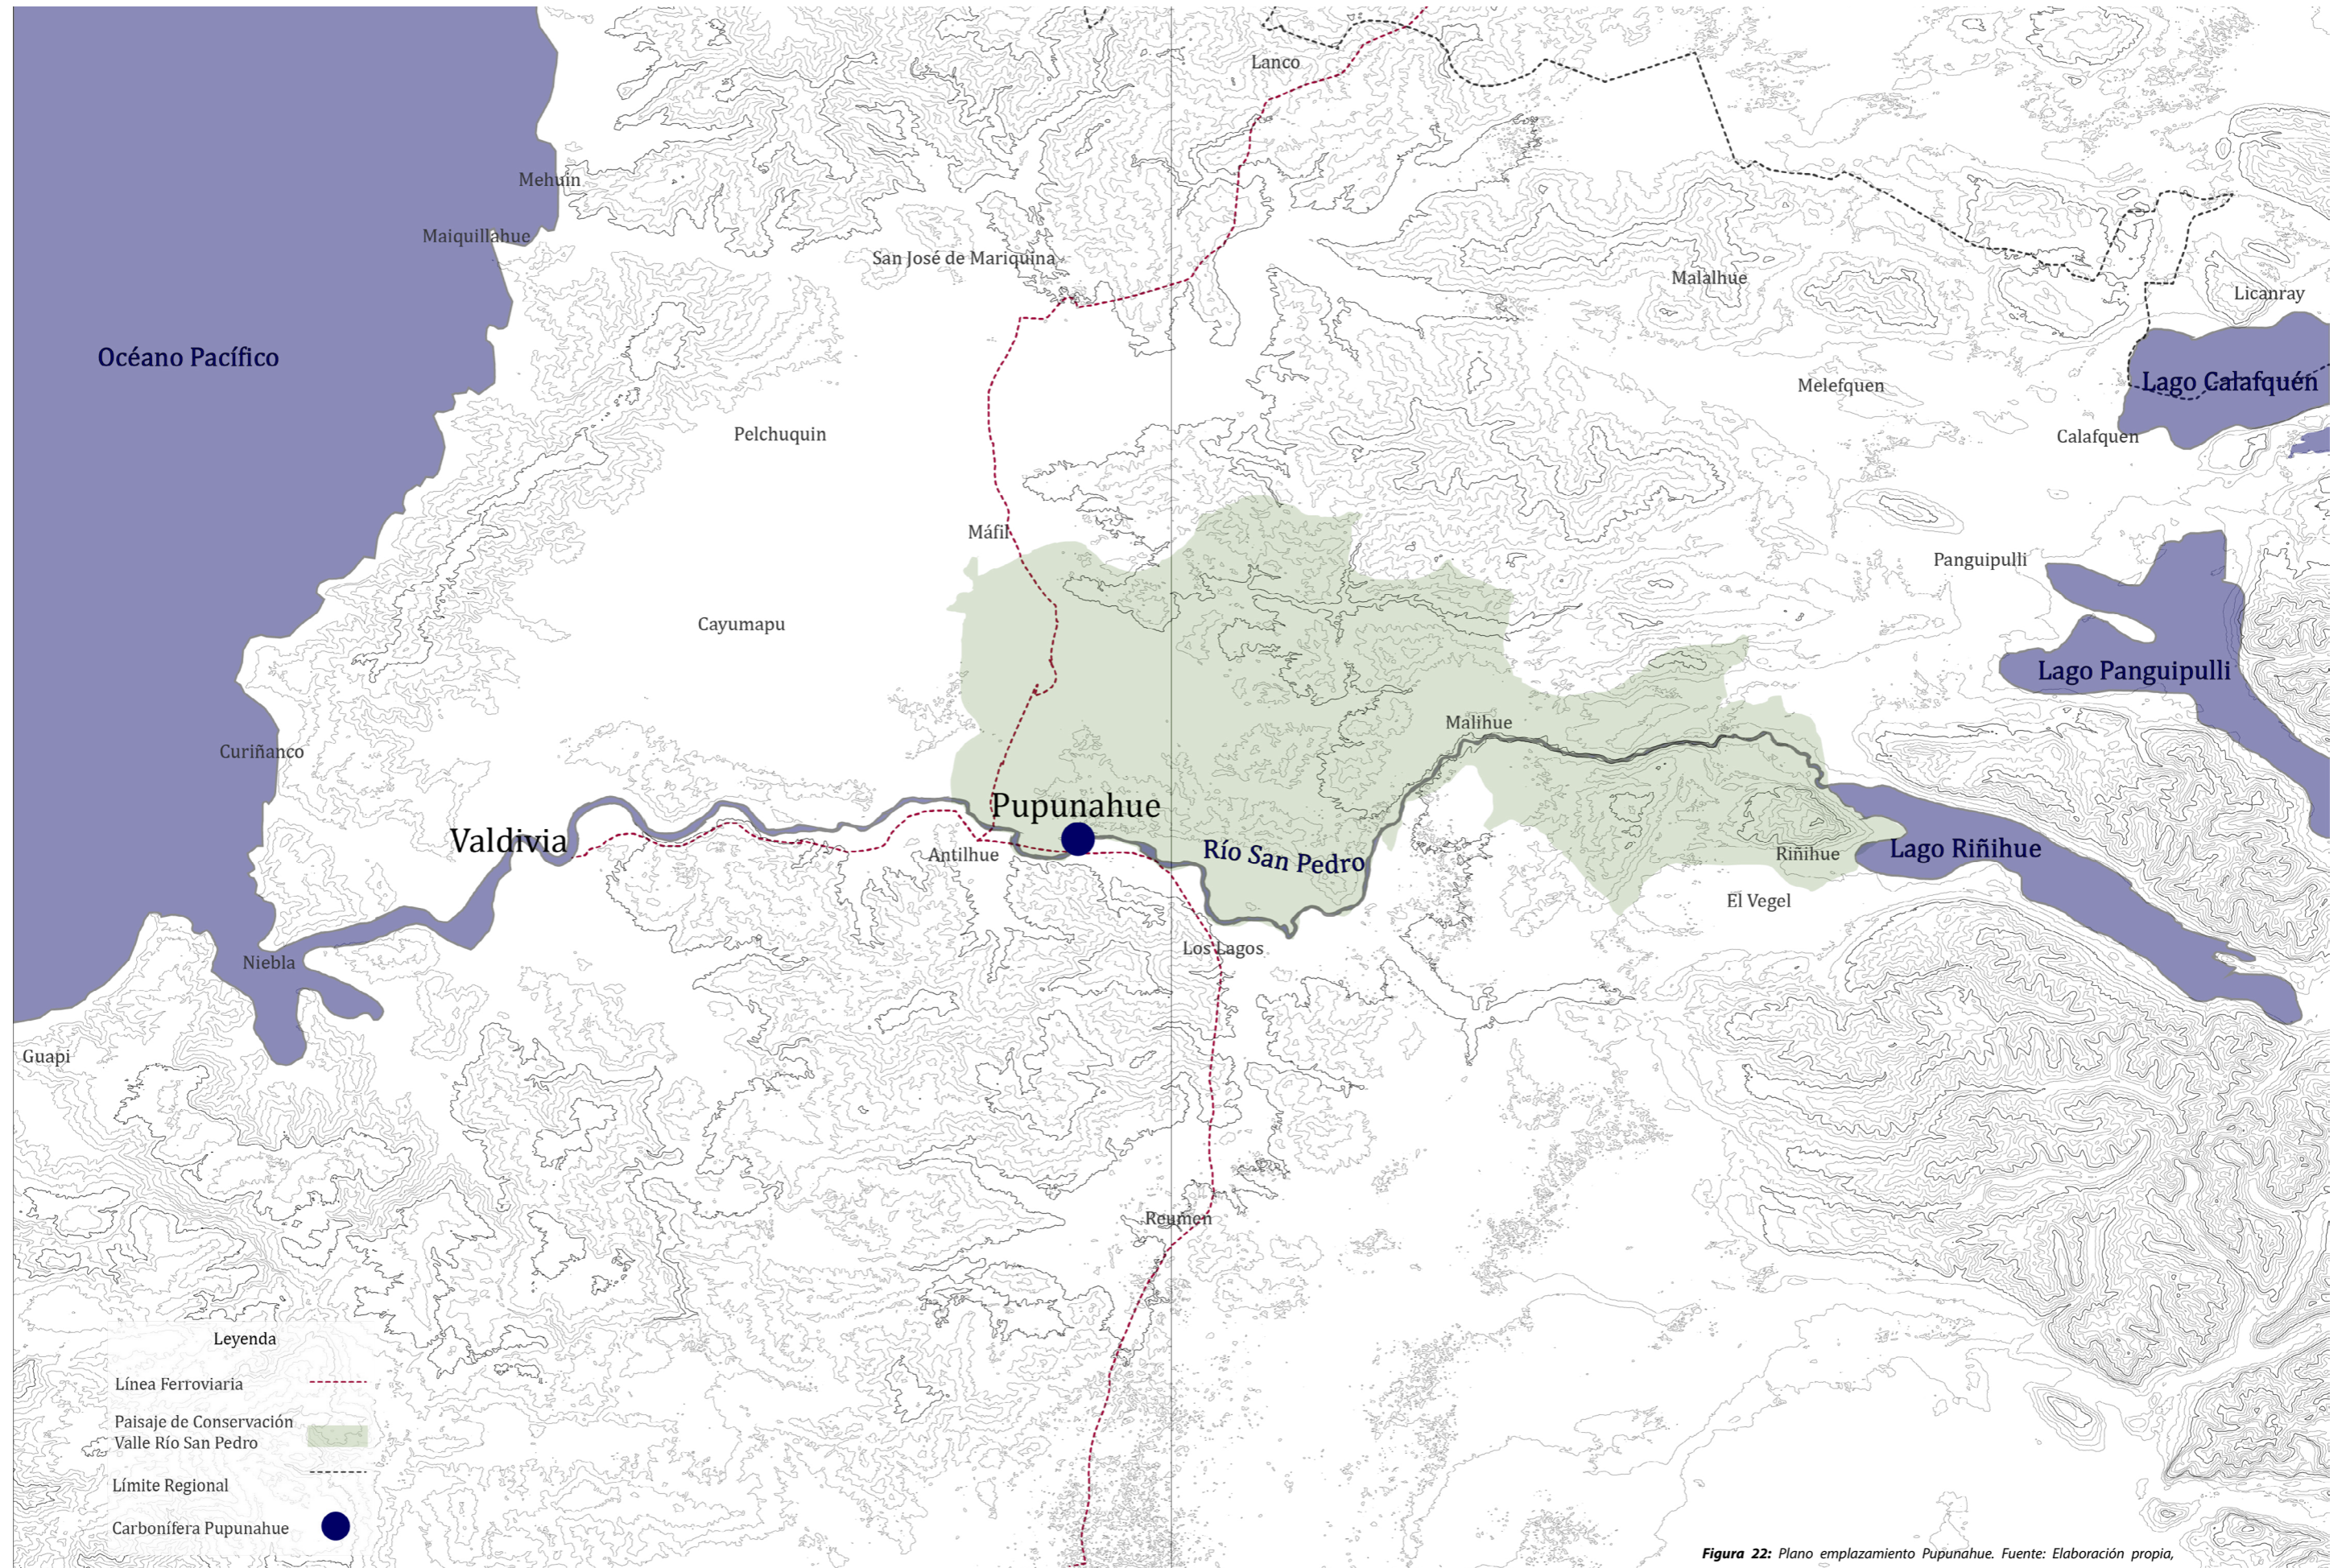 Lanco
Mehuín
Maiquillahue
San José de Mariquina
Malalhue
Licanray
Océano Pacífico
Lago Calafquén
Melefquen
Pelchuquin
Calafquen
Máfil
Panguipulli
Cayumapu
Lago Panguipulli
Malihue
Curiñanco
Pupunahue
Valdivia
Antilhue
Río San Pedro
Riñihue
Lago Riñihue
El Vegel
Los Lagos
Niebla
Guapi
Reumen
Leyenda
Línea Ferroviaria
Paisaje de Conservación
Valle Río San Pedro
Límite Regional
Carbonífera Pupunahue
Figura 22: Plano emplazamiento Pupunahue. Fuente: Elaboración propia,